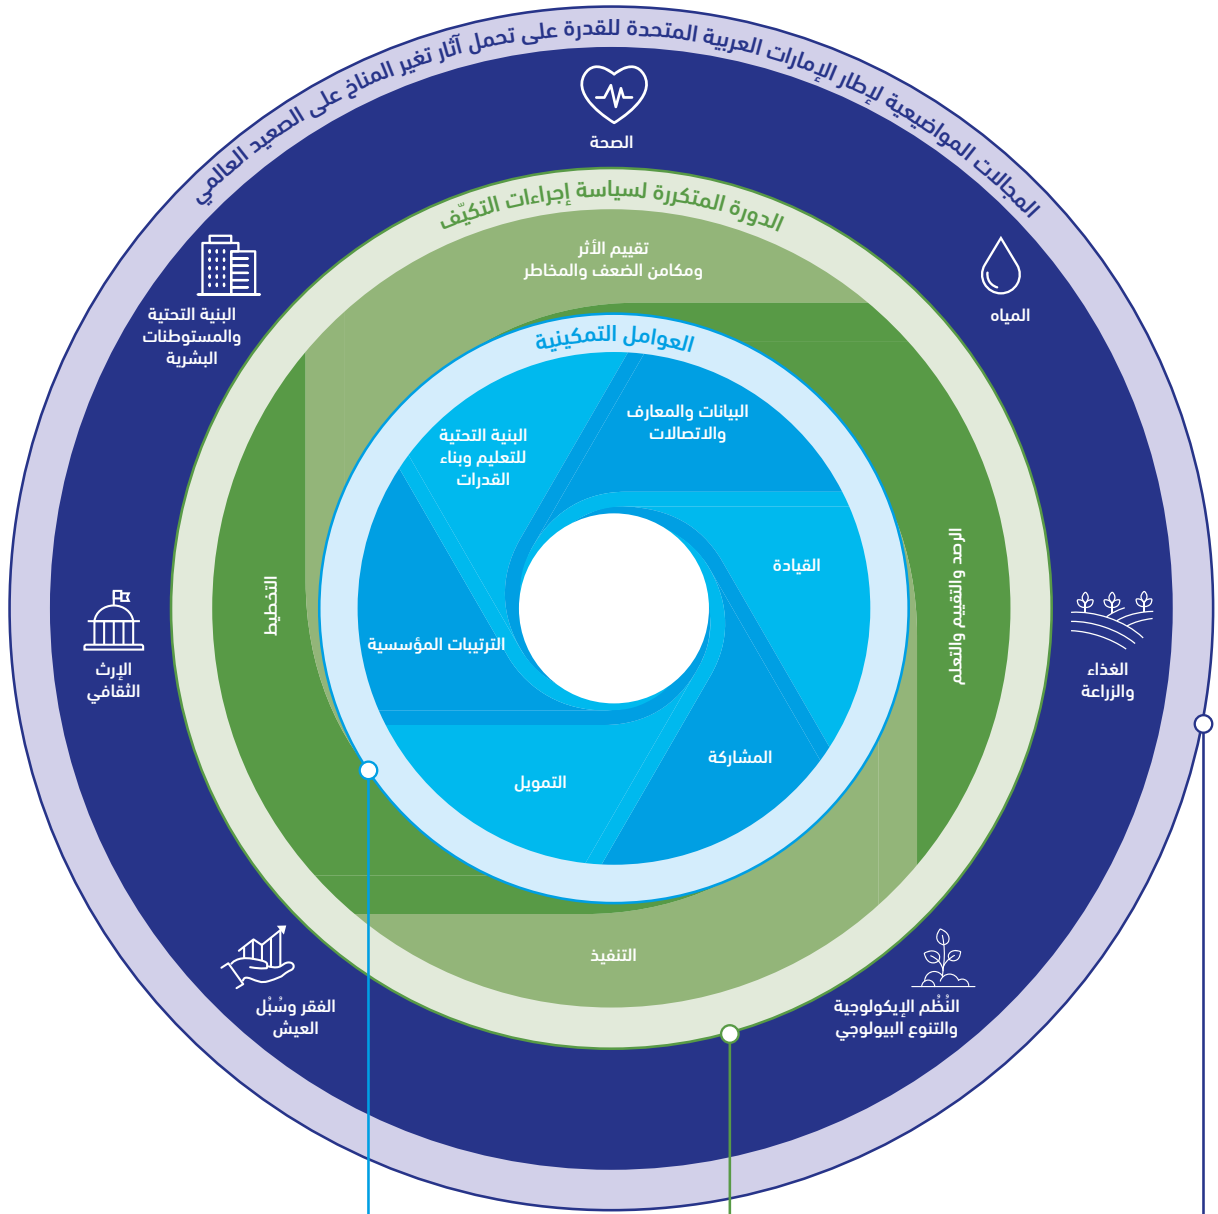 المجالات المواضيعية لإطار الإمارات العربية المتحدة للقدرة على تحمل آثار تغير المناخ على الصعيد العالمي
الصحة
المياه
الغذاء
والزراعة
النُّظُم الإيكولوجية
والتنوع البيولوجي
الفقر وسُبُل
العيش
الإرث
الثقافي
البنية التحتية
والمستوطنات
البشرية
الدورة المتكررة لسياسة إجراءات التكيّف
تقييم الأثر
ومكامن الضعف والمخاطر
الرصد والتقييم والتعلم
التنفيذ
التخطيط
العوامل التمكينية
البيانات والمعارف
والاتصالات
القيادة
المشاركة
التمويل
الترتيبات المؤسسية
البنية التحتية
للتعليم وبناء
القدرات